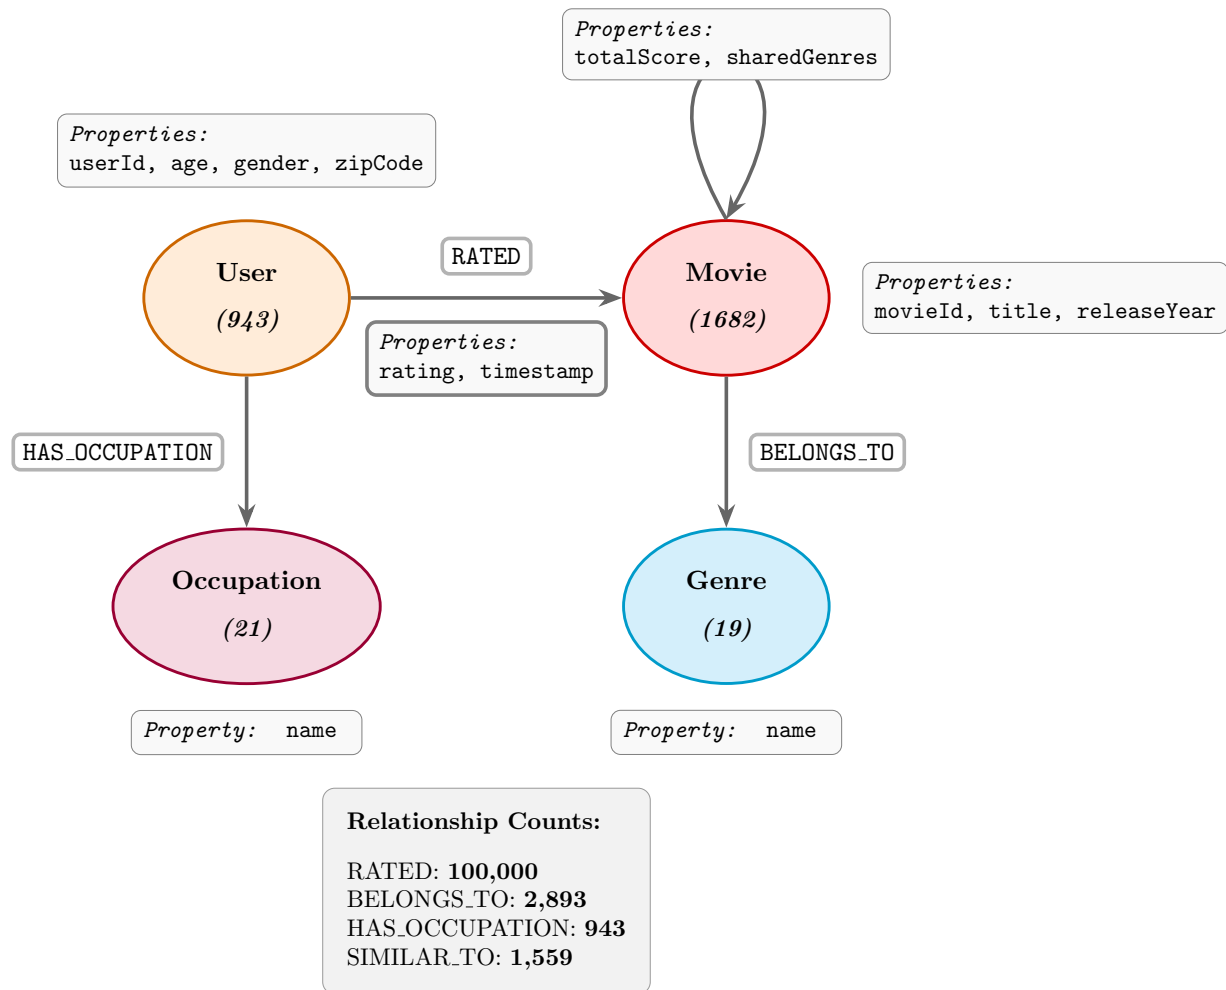 Properties:
totalScore, sharedGenres
Properties:
userId, age, gender, zipCode
User
(943)
RATED
Properties:
rating, timestamp
Movie
(1682)
Properties:
movieId, title, releaseYear
HAS_OCCUPATION
BELONGS_TO
Occupation
(21)
Genre
(19)
Property: name
Property: name
Relationship Counts:
RATED: 100,000
BELONGS_TO: 2,893
HAS_OCCUPATION: 943
SIMILAR_TO: 1,559